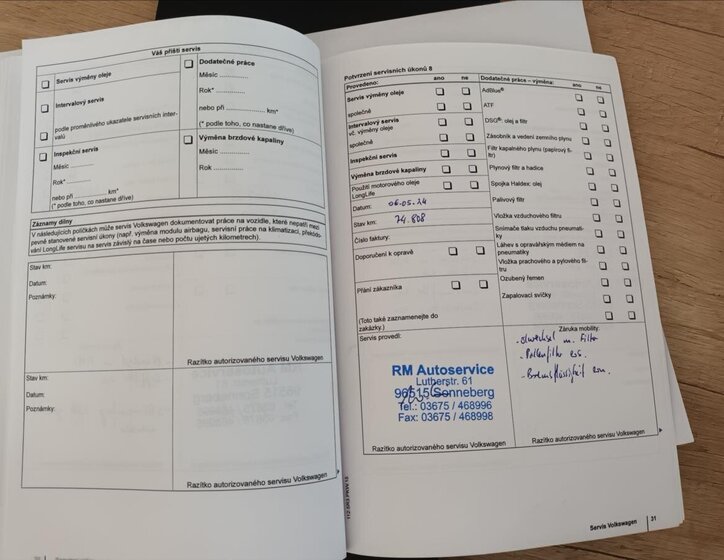 Váš příští servis
Servis výměny oleje
Intervalový servis
podle proměnlivého ukazatele servisních inter-
valů
Inspekční servis
Měsíc
Rok*
nebo při .................... km*
(* podle toho, co nastane dříve)
Dodatečné práce
Měsíc ..............
Rok* ..............
nebo při .................... km*
(* podle toho, co nastane dříve)
Výměna brzdové kapaliny
Měsíc ..............
Rok ..............
Záznamy dílny
V následujících políčkách může servis Volkswagen dokumentovat práce na vozidle, které nepatří mezi
pevně stanovené servisní úkony (např. výměna modulu airbagu, servisní práce na klimatizaci, překódo-
vání LongLife servisu na servis závislý na čase nebo počtu ujetých kilometrech).
Stav km:
Datum:
Poznámky:
Razítko autorizovaného servisu Volkswagen
Stav km:
Datum:
Poznámky:
Razítko autorizovaného servisu Volkswagen
Potvrzení servisních úkonů 8
Provedeno: ano ne
Servis výměny oleje
společně
Intervalový servis
vč. výměny oleje
společně
Inspekční servis
Výměna brzdové kapaliny
Použití motorového oleje
LongLife
Datum: 06.05.24
Stav km: 74.808
Číslo faktury:
Doporučení k opravě
Přání zákazníka
(Toto také zaznamenejte do
zakázky.)
Servis provedl:
RM Autoservice
Lutherstr. 61
96515 Sonneberg
Tel.: 03675 / 468996
Fax: 03675 / 468998
Razítko autorizovaného servisu Volkswagen
Dodatečné práce – výměna: ano ne
AdBlue®
ATF
DSG®: olej a filtr
Zásobník a vedení zemního plynu
Filtr kapalného plynu (papírový fi-
ltr)
Plynový filtr a hadice
Spojka Haldex: olej
Palivový filtr
Vložka vzduchového filtru
Snímače tlaku vzduchu pneumati-
ky
Láhev s opravářským médiem na
pneumatiky
Vložka prachového a pylového fil-
tru
Ozubený řemen
Zapalovací svíčky
Záruka mobility:
- Ölwechsel m. Filter
- Pollenfilter ern.
- Bremsflüssigkeit ern.
Razítko autorizovaného servisu Volkswagen
Servis Volkswagen 31